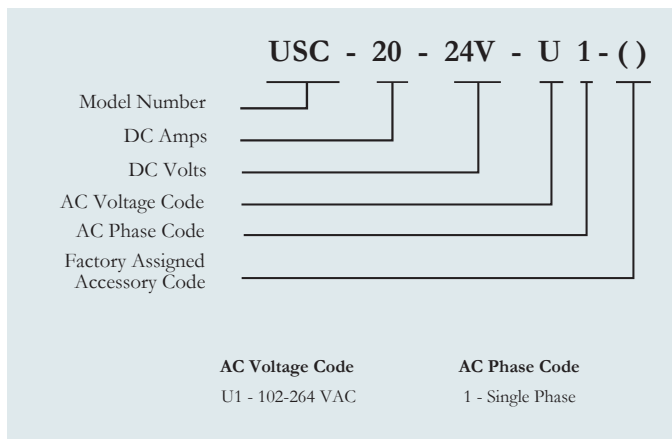 USC - 20 - 24V - U 1 - ( )
Model Number
DC Amps
DC Volts
AC Voltage Code
AC Phase Code
Factory Assigned
Accessory Code
AC Voltage Code
U1 - 102-264 VAC
AC Phase Code
1 - Single Phase